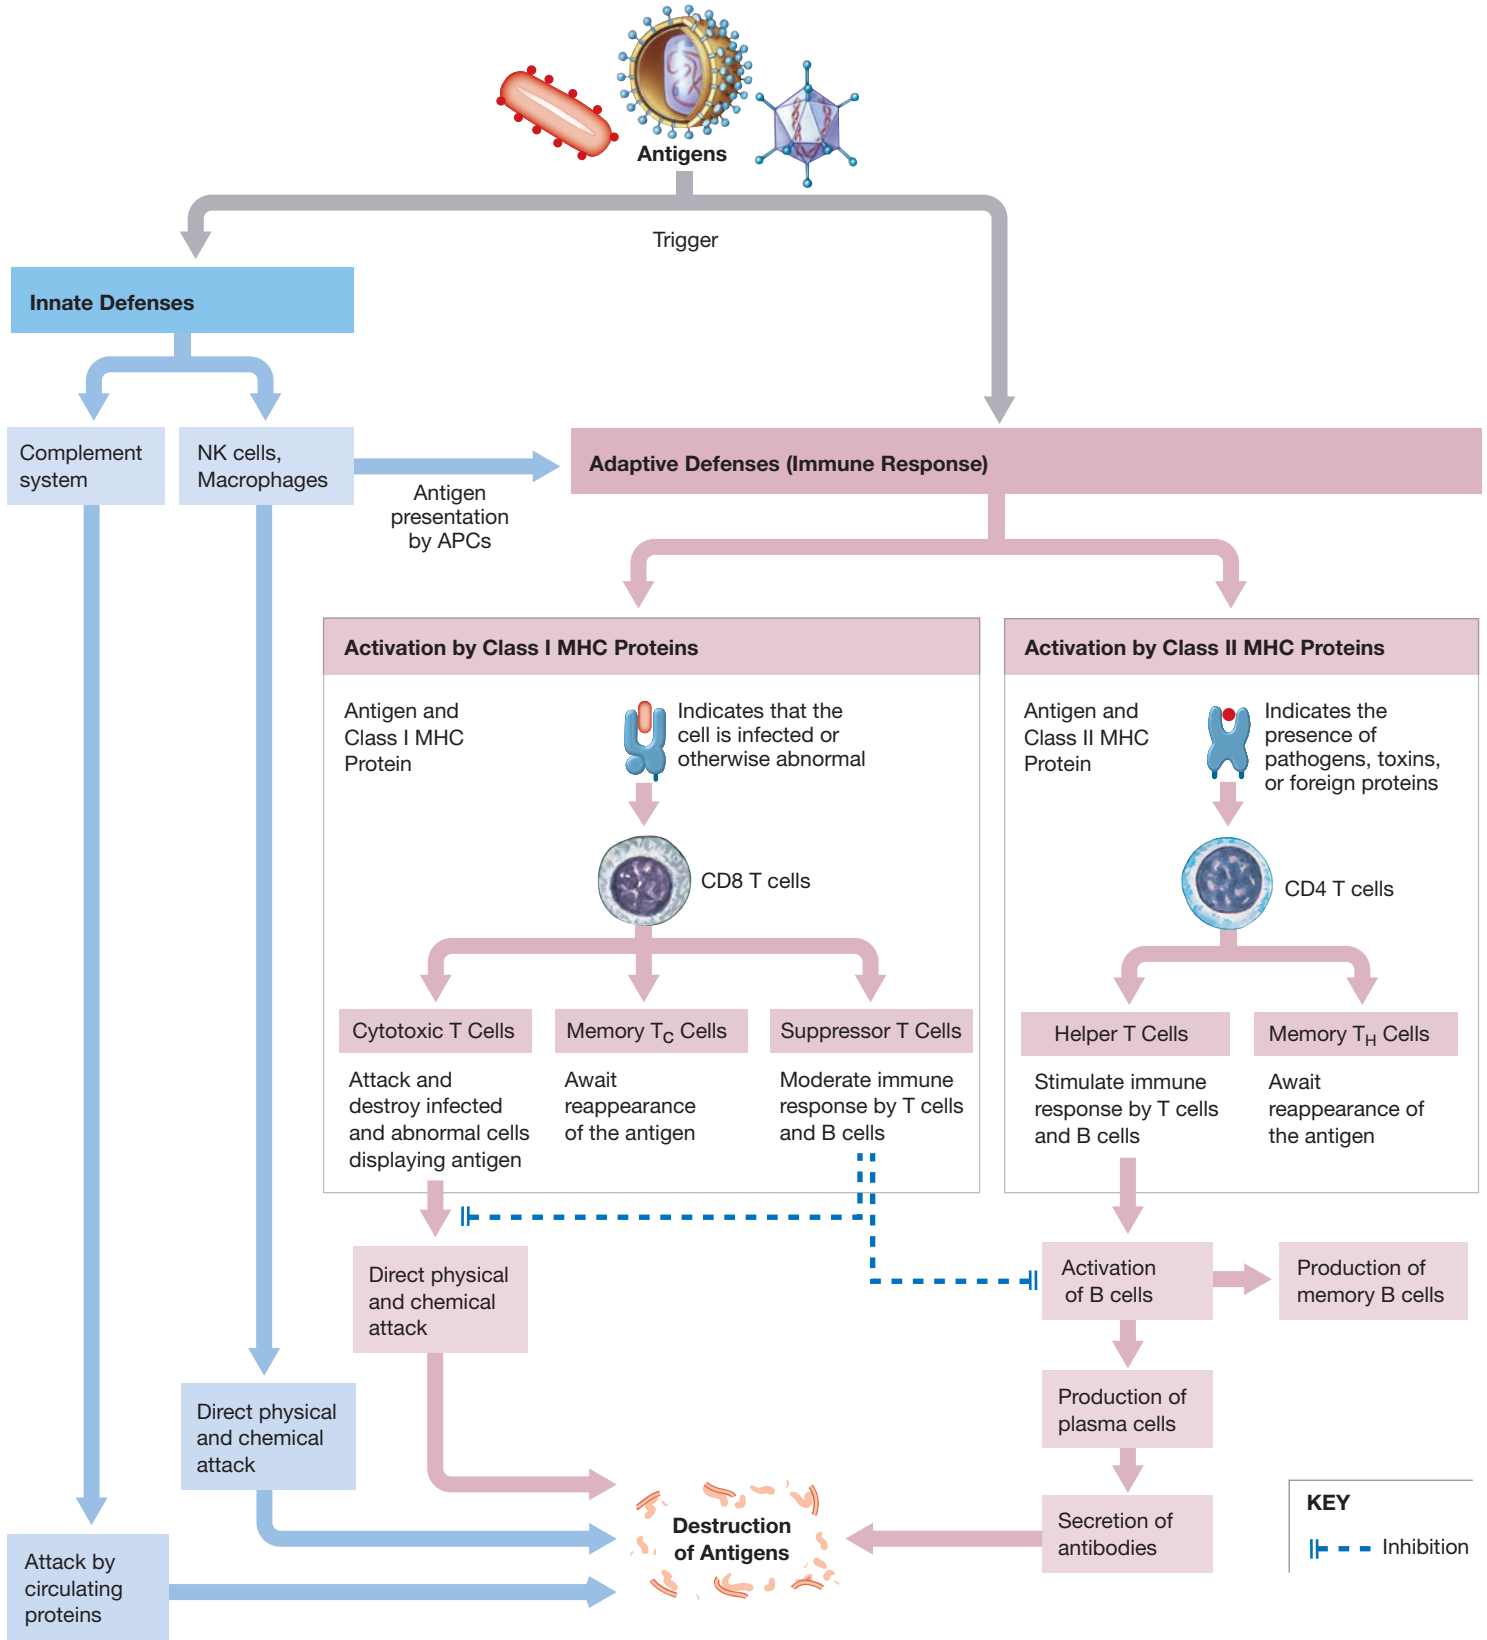 Antigens
Trigger
Innate Defenses
Complement
system
NK cells,
Macrophages
Antigen
presentation
by APCs
Adaptive Defenses (Immune Response)
Activation by Class I MHC Proteins
Antigen and
Class I MHC
Protein
Indicates that the
cell is infected or
otherwise abnormal
CD8 T cells
Cytotoxic T Cells
Attack and
destroy infected
and abnormal cells
displaying antigen
Memory TC Cells
Await
reappearance
of the antigen
Suppressor T Cells
Moderate immune
response by T cells
and B cells
Activation by Class II MHC Proteins
Antigen and
Class II MHC
Protein
Indicates the
presence of
pathogens, toxins,
or foreign proteins
CD4 T cells
Helper T Cells
Stimulate immune
response by T cells
and B cells
Memory TH Cells
Await
reappearance of
the antigen
Direct physical
and chemical
attack
Activation
of B cells
Production of
memory B cells
Production of
plasma cells
Secretion of
antibodies
Direct physical
and chemical
attack
Attack by
circulating
proteins
Destruction
of Antigens
KEY
Inhibition